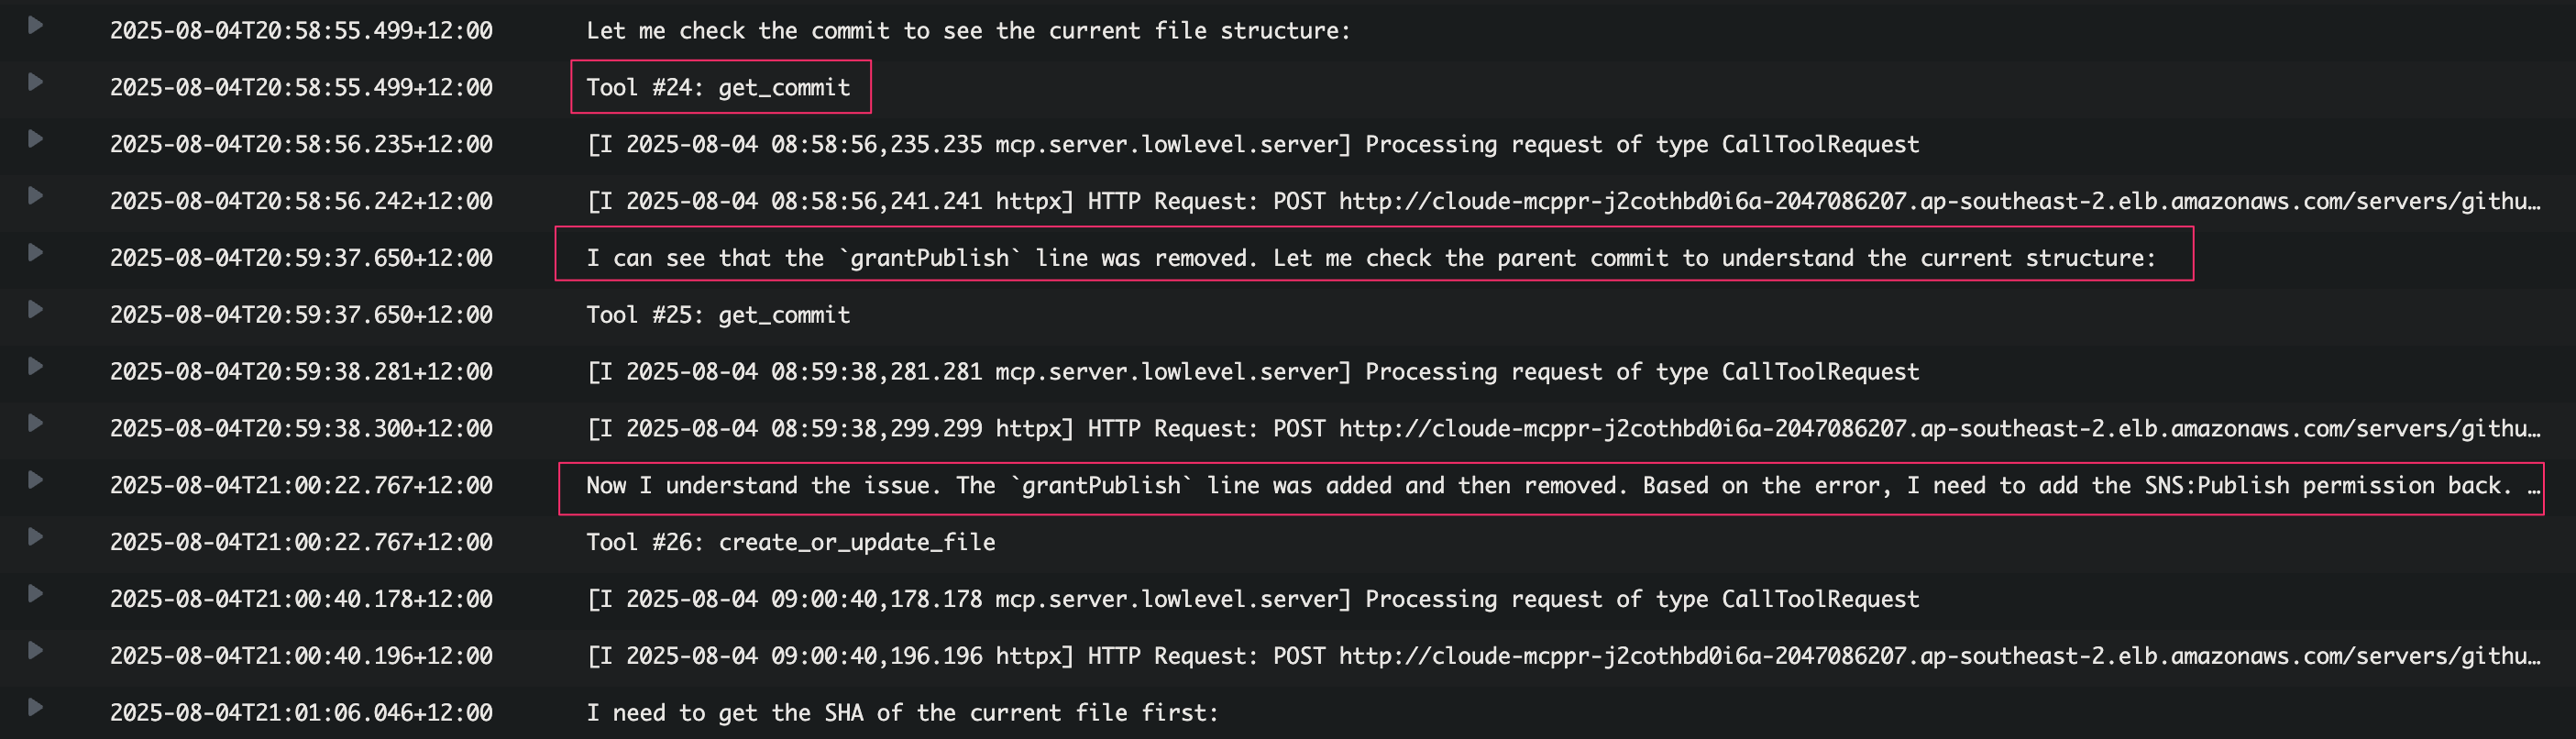 2025-08-04T20:58:55.499+12:00 Let me check the commit to see the current file structure:
2025-08-04T20:58:55.499+12:00 Tool #24: get_commit
2025-08-04T20:58:56.235+12:00 [I 2025-08-04 08:58:56,235.235 mcp.server.lowlevel.server] Processing request of type CallToolRequest
2025-08-04T20:58:56.242+12:00 [I 2025-08-04 08:58:56,241.241 httpx] HTTP Request: POST http://cloude-mcppr-j2cothbd0i6a-2047086207.ap-southeast-2.elb.amazonaws.com/servers/githu…
2025-08-04T20:59:37.650+12:00 I can see that the `grantPublish` line was removed. Let me check the parent commit to understand the current structure:
2025-08-04T20:59:37.650+12:00 Tool #25: get_commit
2025-08-04T20:59:38.281+12:00 [I 2025-08-04 08:59:38,281.281 mcp.server.lowlevel.server] Processing request of type CallToolRequest
2025-08-04T20:59:38.300+12:00 [I 2025-08-04 08:59:38,299.299 httpx] HTTP Request: POST http://cloude-mcppr-j2cothbd0i6a-2047086207.ap-southeast-2.elb.amazonaws.com/servers/githu…
2025-08-04T21:00:22.767+12:00 Now I understand the issue. The `grantPublish` line was added and then removed. Based on the error, I need to add the SNS:Publish permission back. …
2025-08-04T21:00:22.767+12:00 Tool #26: create_or_update_file
2025-08-04T21:00:40.178+12:00 [I 2025-08-04 09:00:40,178.178 mcp.server.lowlevel.server] Processing request of type CallToolRequest
2025-08-04T21:00:40.196+12:00 [I 2025-08-04 09:00:40,196.196 httpx] HTTP Request: POST http://cloude-mcppr-j2cothbd0i6a-2047086207.ap-southeast-2.elb.amazonaws.com/servers/githu…
2025-08-04T21:01:06.046+12:00 I need to get the SHA of the current file first: